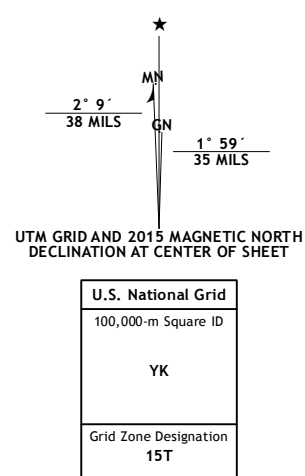 ★
MN
GN
2° 9´
38 MILS
1° 59´
35 MILS
UTM GRID AND 2015 MAGNETIC NORTH
DECLINATION AT CENTER OF SHEET
U.S. National Grid
100,000-m Square ID
YK
Grid Zone Designation
15T